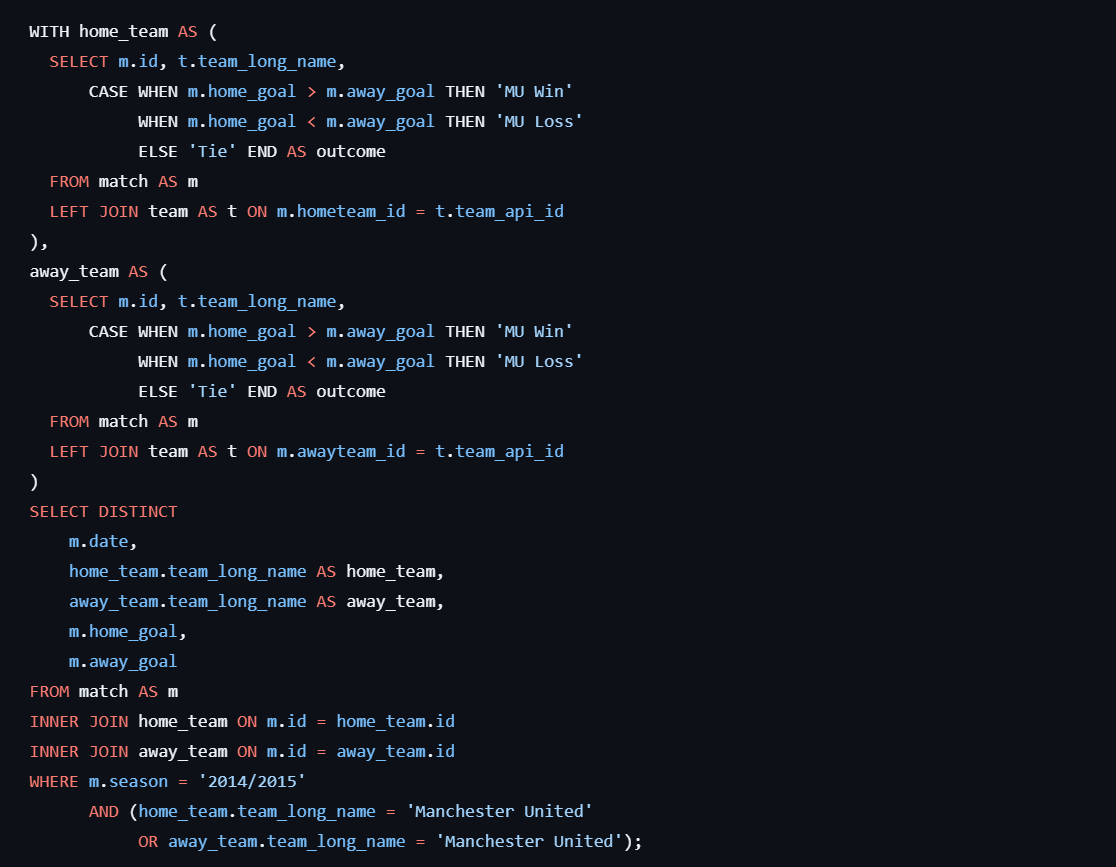 WITH home_team AS (
SELECT m.id, t.team_long_name,
CASE WHEN m.home_goal > m.away_goal THEN 'MU Win'
WHEN m.home_goal < m.away_goal THEN 'MU Loss'
ELSE 'Tie' END AS outcome
FROM match AS m
LEFT JOIN team AS t ON m.hometeam_id = t.team_api_id
),
away_team AS (
SELECT m.id, t.team_long_name,
CASE WHEN m.home_goal > m.away_goal THEN 'MU Win'
WHEN m.home_goal < m.away_goal THEN 'MU Loss'
ELSE 'Tie' END AS outcome
FROM match AS m
LEFT JOIN team AS t ON m.awayteam_id = t.team_api_id
)
SELECT DISTINCT
m.date,
home_team.team_long_name AS home_team,
away_team.team_long_name AS away_team,
m.home_goal,
m.away_goal
FROM match AS m
INNER JOIN home_team ON m.id = home_team.id
INNER JOIN away_team ON m.id = away_team.id
WHERE m.season = '2014/2015'
AND (home_team.team_long_name = 'Manchester United'
OR away_team.team_long_name = 'Manchester United');